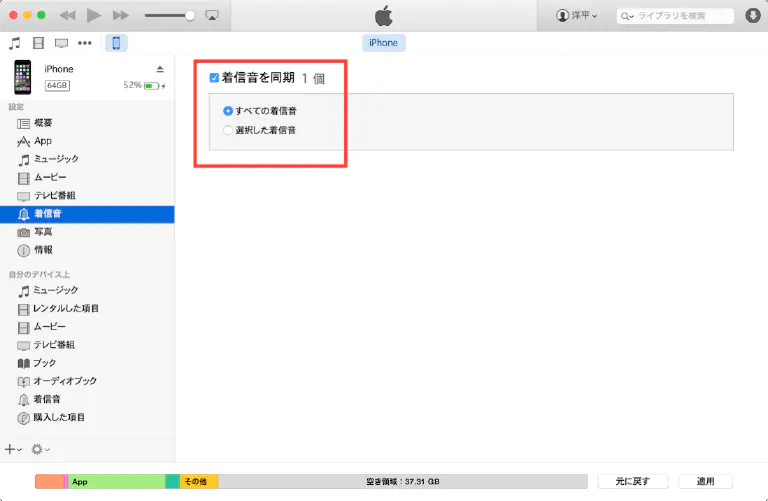 洋平
ライブラリを検索
iPhone
iPhone
64GB
52%
設定
概要
App
ミュージック
ムービー
テレビ番組
着信音
写真
情報
自分のデバイス上
ミュージック
レンタルした項目
ムービー
テレビ番組
ブック
オーディオブック
着信音
購入した項目
着信音を同期 1 個
すべての着信音
選択した着信音
App
その他
空き領域：37.31 GB
元に戻す
適用